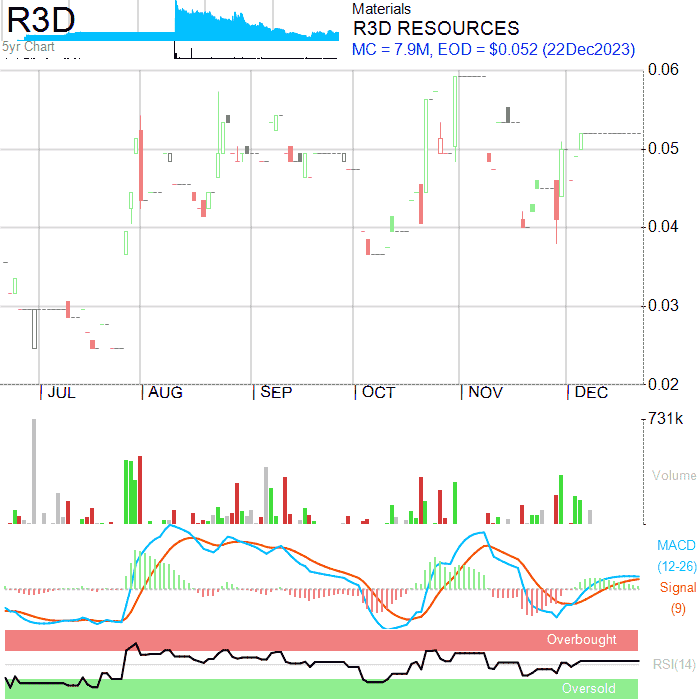 R3D
5yr Chart
Materials
R3D RESOURCES
MC = 7.9M, EOD = $0.052 (22Dec2023)
0.06
0.05
0.04
0.03
0.02
JUL AUG SEP OCT NOV DEC
731k
Volume
MACD
(12-26)
Signal
(9)
Overbought
RSI(14)
Oversold